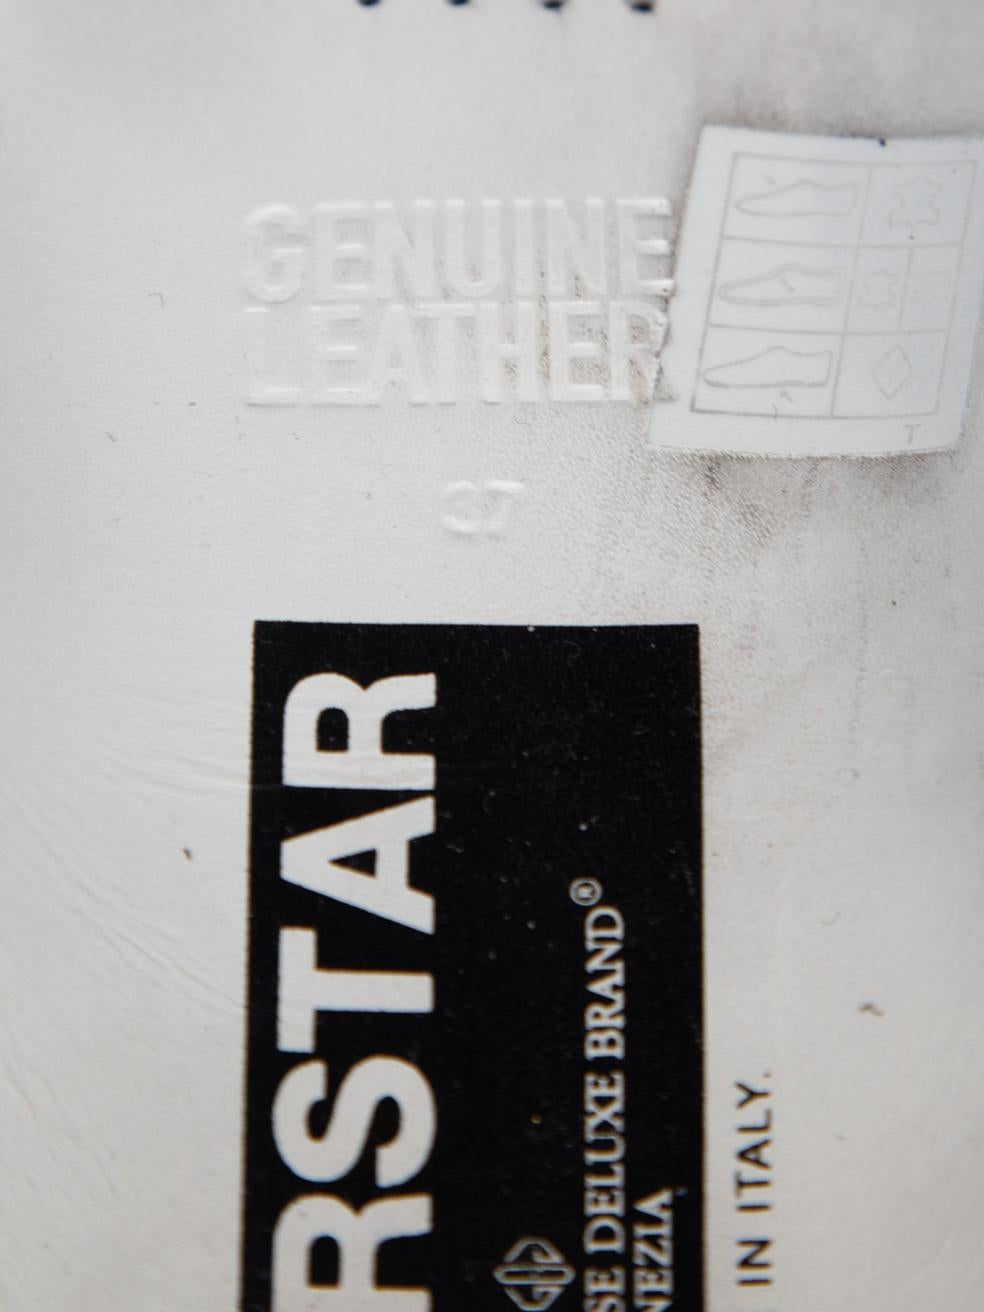 GENUINE
LEATHER
37
T
RSTAR
SE DELUXE BRAND®
NEZIA
IN ITALY.